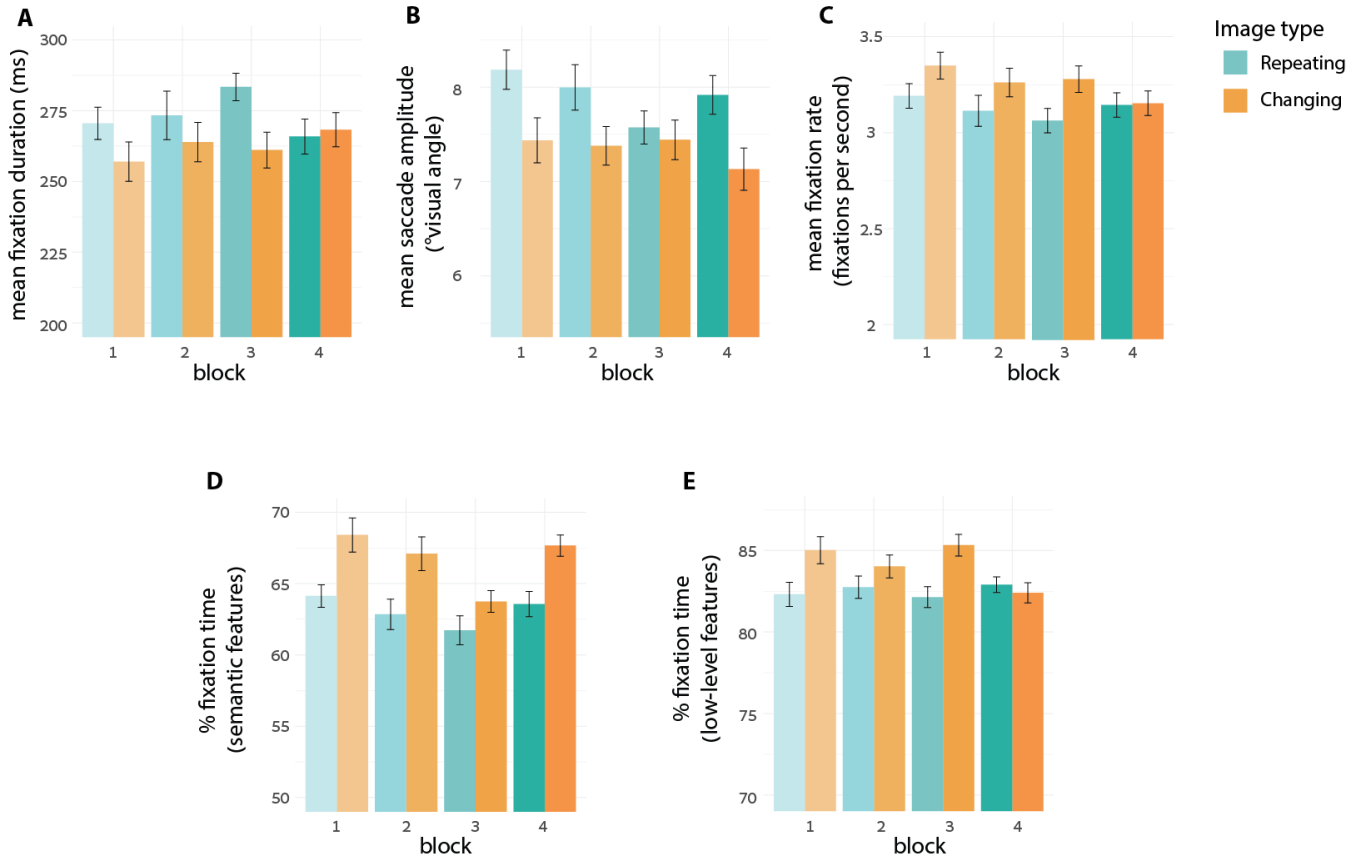 A
mean fixation duration (ms)
300
275
250
225
200
1 2 3 4
block
B
mean saccade amplitude
(°visual angle)
8
7
6
1 2 3 4
block
C
mean fixation rate
(fixations per second)
3.5
3
2.5
2
1 2 3 4
block
Image type
Repeating
Changing
D
% fixation time
(semantic features)
70
65
60
55
50
1 2 3 4
block
E
% fixation time
(low-level features)
85
80
75
70
1 2 3 4
block